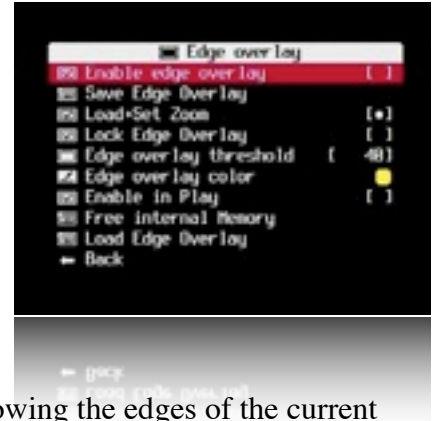 Edge overlay
Enable edge overlay [ ]
Save Edge Overlay
Load+Set Zoom [•]
Lock Edge Overlay [ ]
Edge overlay threshold [ 40]
Edge overlay color
Enable in Play [ ]
Free internal Memory
Load Edge Overlay
Back
owing the edges of the current